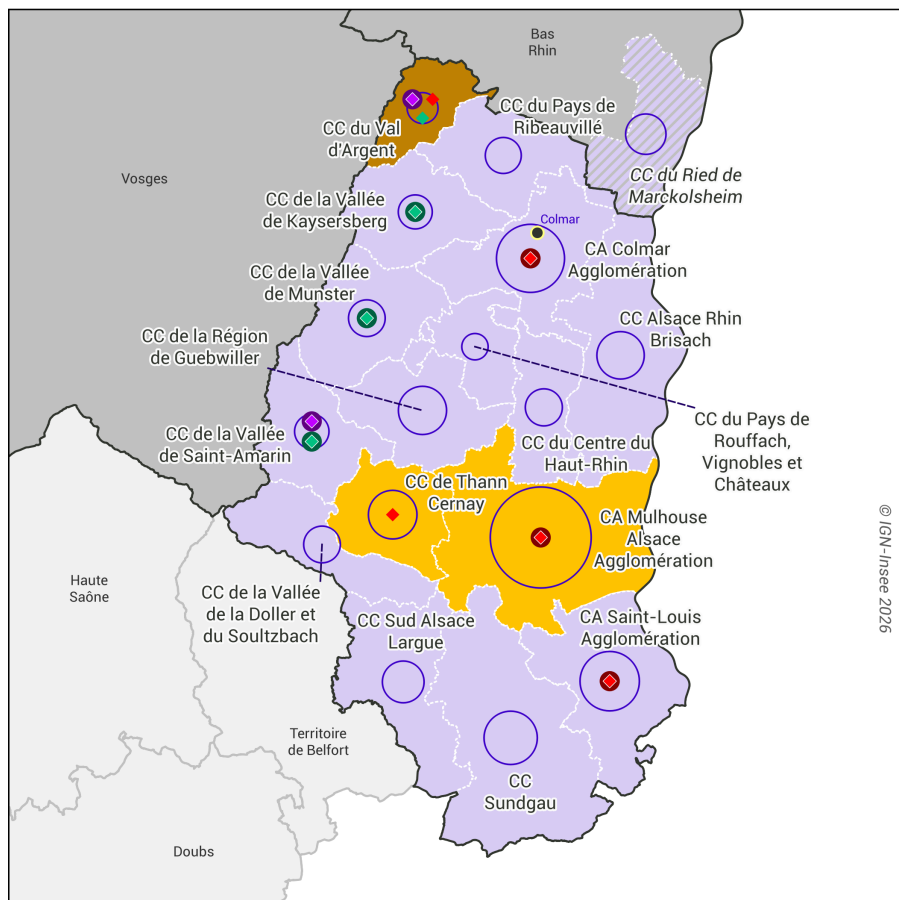 Bas
Rhin
CC du Pays de
Ribeauvillé
CC du Val
d'Argent
Vosges
CC du Ried de
Marckolsheim
CC de la Vallée
de Kaysersberg
Colmar
CA Colmar
Agglomération
CC de la Vallée
de Munster
CC Alsace Rhin
Brisach
CC de la Région
de Guebwiller
CC du Pays de
Rouffach,
Vignobles et
Châteaux
CC de la Vallée
de Saint-Amarin
CC du Centre du
Haut-Rhin
CC de Thann
Cernay
CA Mulhouse
Alsace
Agglomération
© IGN-Insee 2026
Haute
Saône
CC de la Vallée
de la Doller et
du Soultzbach
CC Sud Alsace
Largue
CA Saint-Louis
Agglomération
Territoire
de Belfort
CC
Sundgau
Doubs